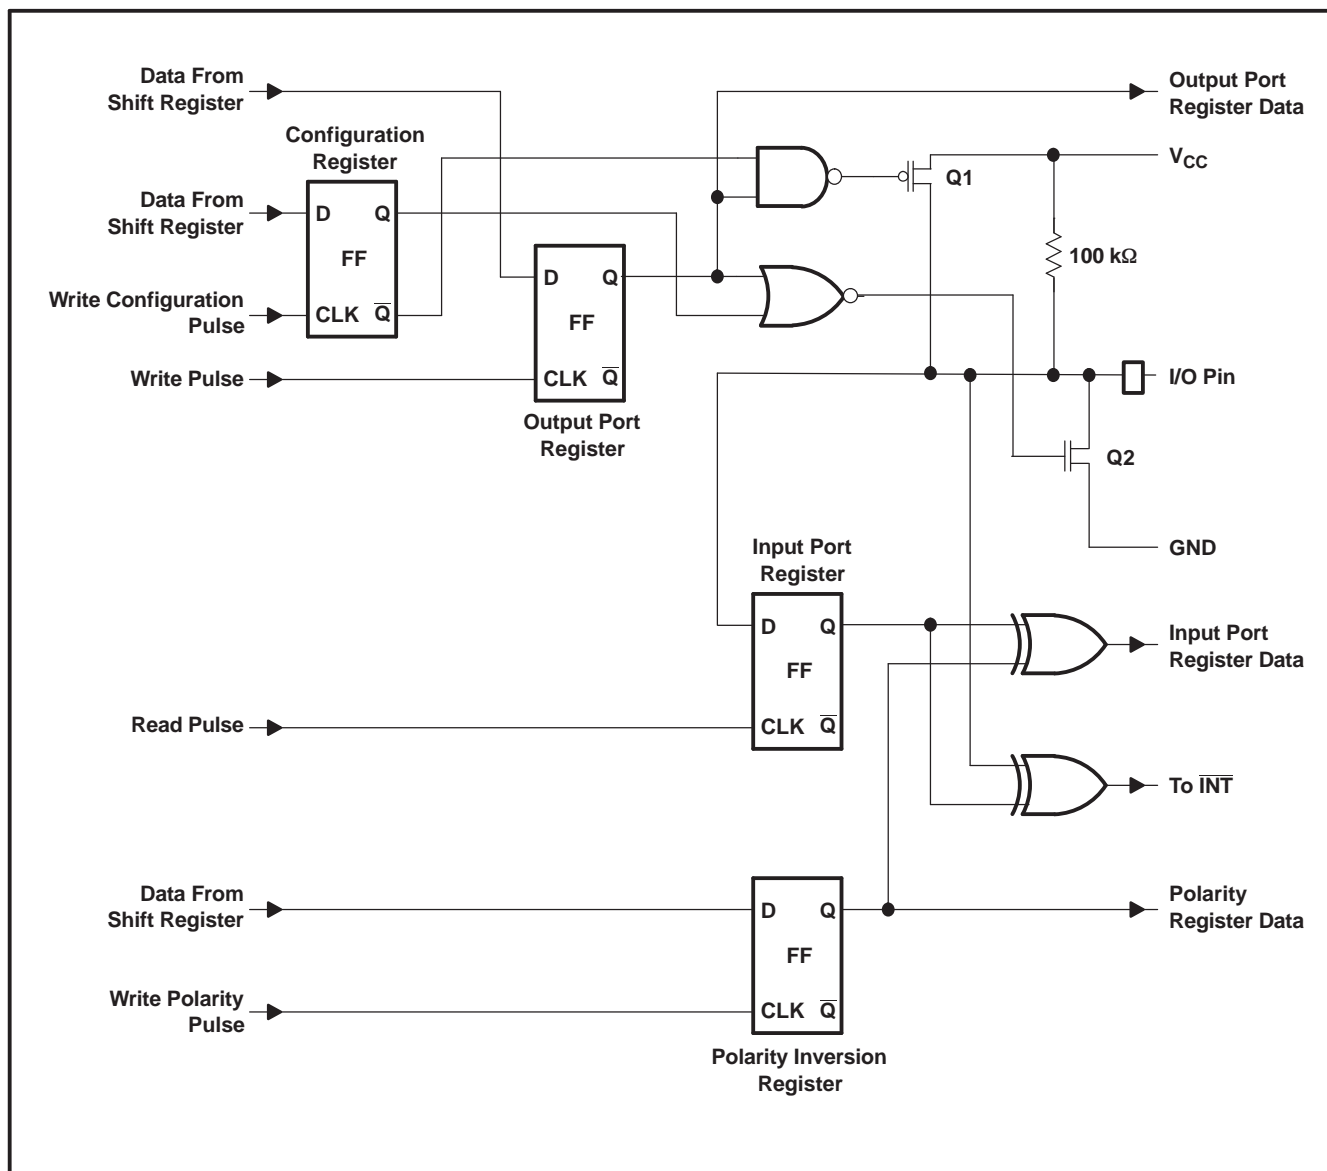 Data From
Shift Register
Output Port
Register Data
Configuration
Register
V_CC
Q1
Data From
Shift Register
D
Q
FF
100 kΩ
D
Q
Write Configuration
Pulse
CLK
Q̅
FF
Write Pulse
CLK
Q̅
I/O Pin
Output Port
Register
Q2
Input Port
Register
GND
D
Q
Input Port
Register Data
FF
Read Pulse
CLK
Q̅
To I̅N̅T̅
Data From
Shift Register
D
Q
Polarity
Register Data
FF
Write Polarity
Pulse
CLK
Q̅
Polarity Inversion
Register